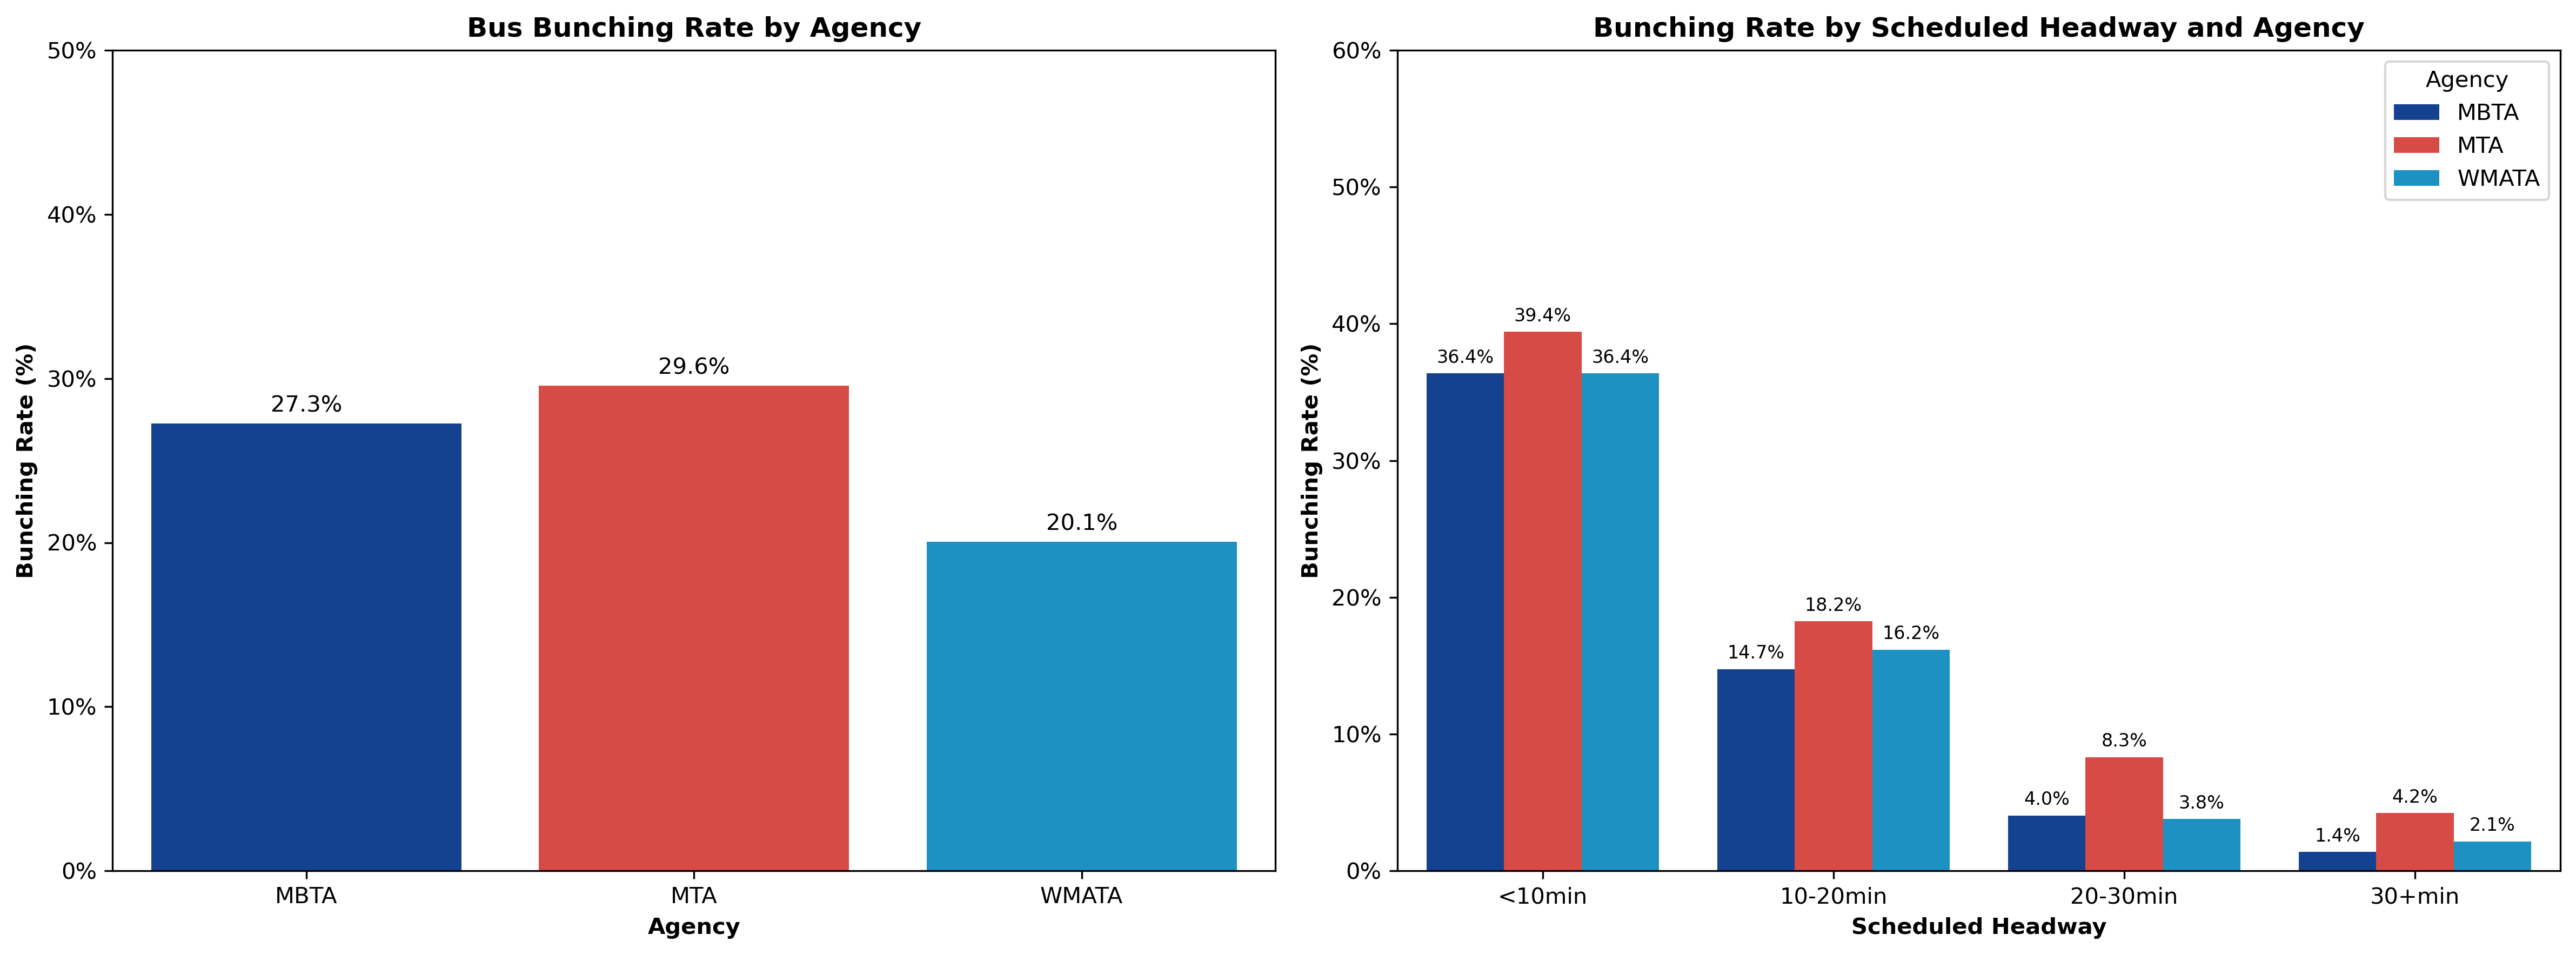 Bus Bunching Rate by Agency
50%
40%
30%
20%
10%
0%
Bunching Rate (%)
27.3%
29.6%
20.1%
MBTA
MTA
WMATA
Agency
Bunching Rate by Scheduled Headway and Agency
60%
50%
40%
30%
20%
10%
0%
Bunching Rate (%)
Agency
MBTA
MTA
WMATA
36.4%
39.4%
36.4%
14.7%
18.2%
16.2%
4.0%
8.3%
3.8%
1.4%
4.2%
2.1%
<10min
10-20min
20-30min
30+min
Scheduled Headway